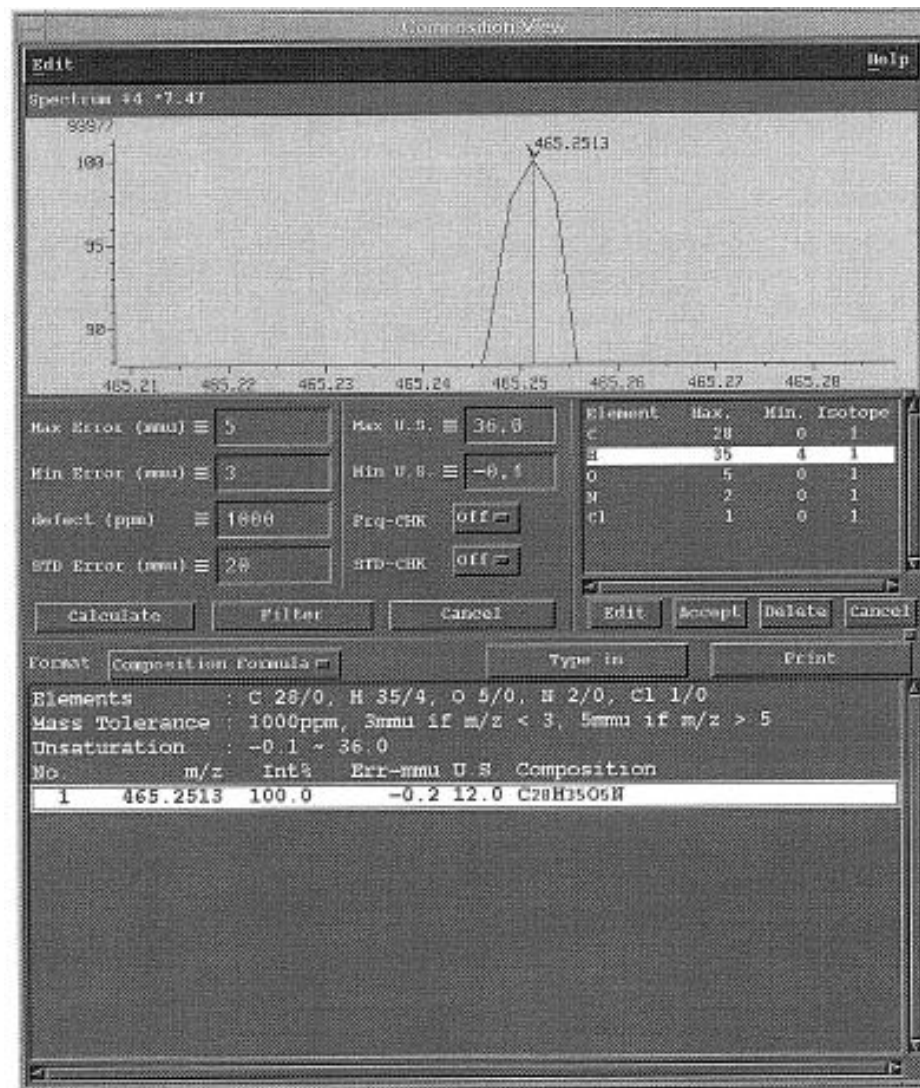 Composition View
Edit Help
Spectrum #4 *7.47
99977
465.2513
100
95
90
465.21 465.22 465.23 465.24 465.25 465.26 465.27 465.28
Max Error (mmu) 5
Min Error (mmu) 3
defect (ppm) 1000
STD Error (mmu) 20
Max U.S. 36.0
Min U.S.
Frq-CHK off
STD-CHK off
Element Max. Min. Isotope
C 28 0 1
H 35 4 1
O 5 0 1
N 2 0 1
Cl 1 0 1
Calculate Filter Cancel
Edit Accept Delete Cancel
Format Composition Formula Type in Print
Elements : C 28/0, H 35/4, O 5/0, N 2/0, Cl 1/0
Mass Tolerance : 1000ppm, 3mmu if m/z < 3, 5mmu if m/z > 5
Unsaturation : -0.1 ~ 36.0
No. m/z Int% Err-mmu U S Composition
1 465.2513 100.0 -0.2 12.0 C28H35O5N